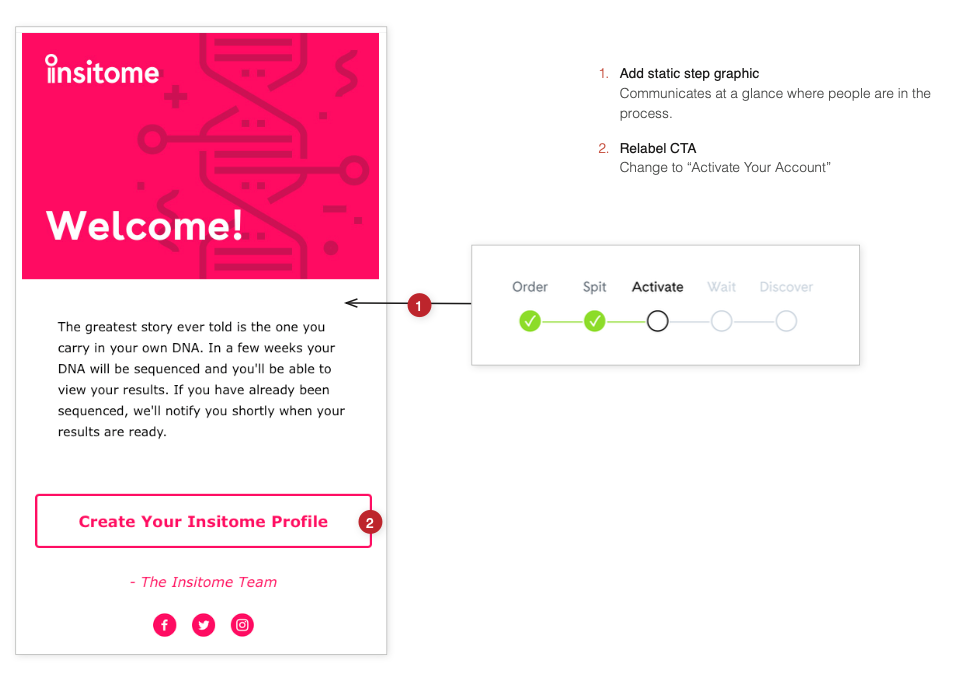 insitome
Welcome!
The greatest story ever told is the one you
carry in your own DNA. In a few weeks your
DNA will be sequenced and you'll be able to
view your results. If you have already been
sequenced, we'll notify you shortly when your
results are ready.
Create Your Insitome Profile
2
- The Insitome Team
1. Add static step graphic
Communicates at a glance where people are in the
process.
2. Relabel CTA
Change to “Activate Your Account”
1
Order Spit Activate Wait Discover